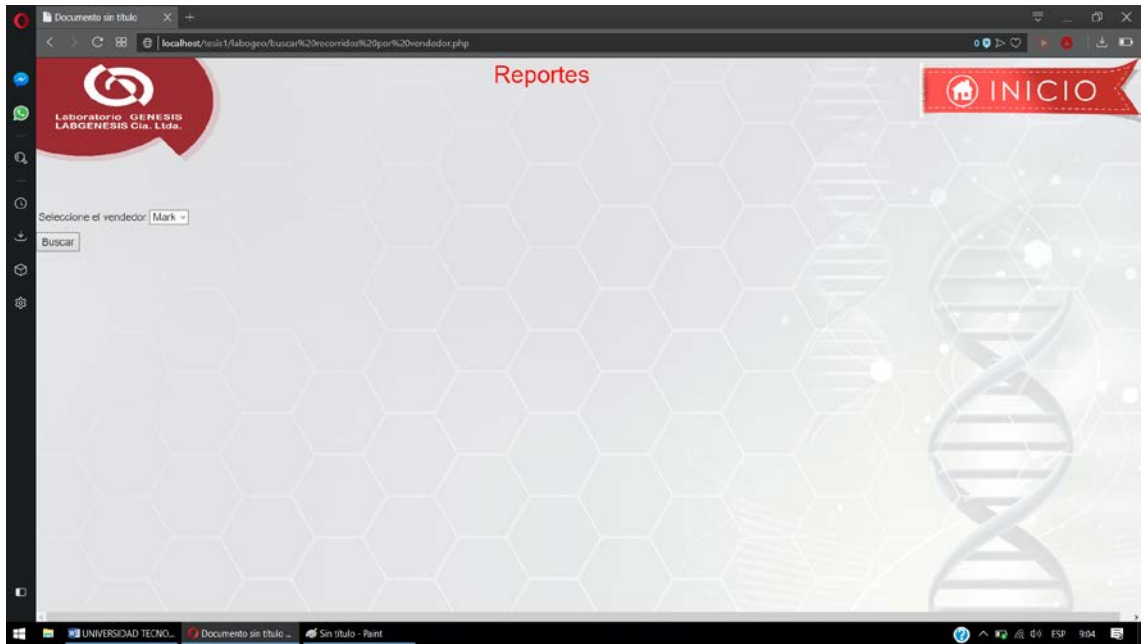 Documento sin título
localhost/tesis1/labogeo/buscar%20recorridos%20por%20vendedor.php
Reportes
INICIO
Laboratorio GENESIS
LABGENESIS Cia. Ltda.
Seleccione el vendedor Mark
Buscar
UNIVERSIDAD TECNO... Documento sin título ... Sin título - Paint ESP 9:04